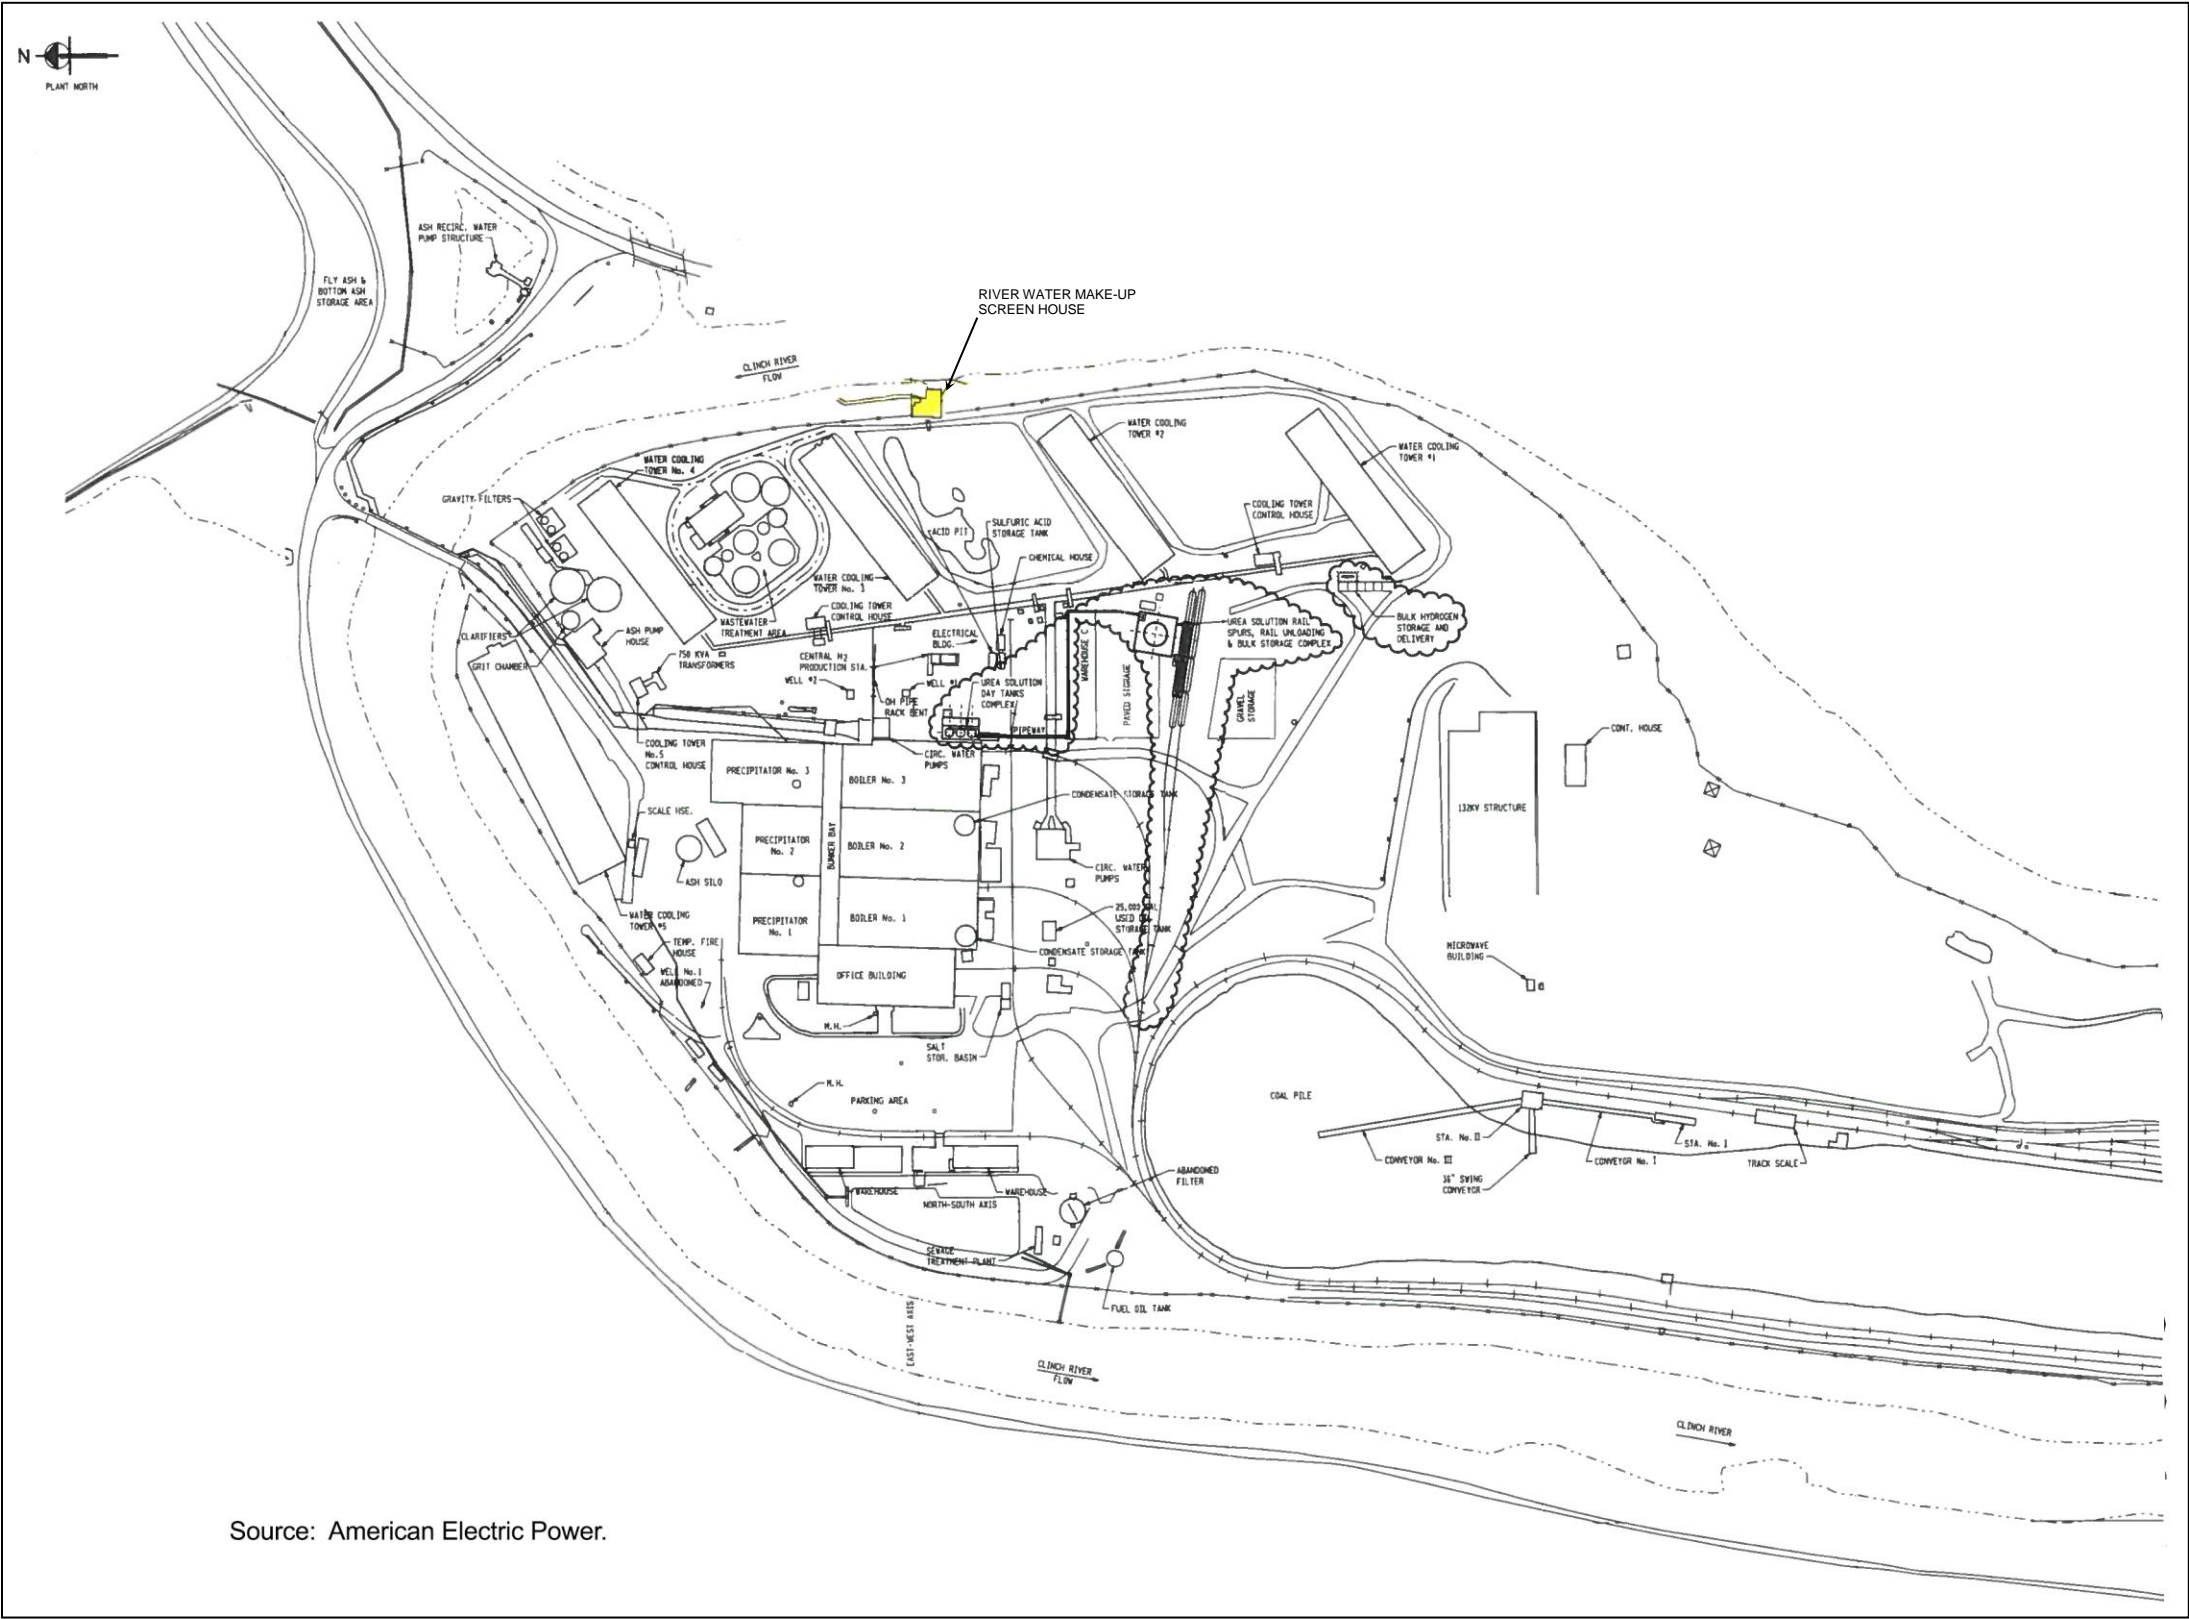 N
PLANT NORTH
ASH RECIRC. WATER
PUMP STRUCTURE
FLY ASH &
BOTTOM ASH
STORAGE AREA
RIVER WATER MAKE-UP
SCREEN HOUSE
CLINCH RIVER
FLOW
WATER COOLING
TOWER #2
WATER COOLING
TOWER #1
WATER COOLING
TOWER No. 4
GRAVITY FILTERS
COOLING TOWER
CONTROL HOUSE
ACID PIT
SULFURIC ACID
STORAGE TANK
CHEMICAL HOUSE
WATER COOLING
TOWER No. 3
COOLING TOWER
CONTROL HOUSE
WASTEWATER
TREATMENT AREA
CLARIFIERS
ASH PUMP
HOUSE
GRIT CHAMBER
750 KVA
TRANSFORMERS
ELECTRICAL
BLDG.
CENTRAL H2
PRODUCTION STA.
WELL #2
WELL #1
OH PIPE
RACK BENT
UREA SOLUTION
DAY TANKS
COMPLEX
PIPEWAY
WAREHOUSE C
PAVED STORAGE
UREA SOLUTION RAIL
SPURS, RAIL UNLOADING
& BULK STORAGE COMPLEX
BULK HYDROGEN
STORAGE AND
DELIVERY
GRAVEL
STORAGE
CONT. HOUSE
132KV STRUCTURE
COOLING TOWER
No.5
CONTROL HOUSE
CIRC. WATER
PUMPS
PRECIPITATOR No. 3
BOILER No. 3
CONDENSATE STORAGE TANK
SCALE HSE.
PRECIPITATOR
No. 2
BUNKER BAY
BOILER No. 2
CIRC. WATER
PUMPS
ASH SILO
PRECIPITATOR
No. 1
BOILER No. 1
25,000 GAL
USED OIL
STORAGE TANK
WATER COOLING
TOWER #5
TEMP. FIRE
HOUSE
CONDENSATE STORAGE TANK
WELL No.1
ABANDONED
OFFICE BUILDING
MICROWAVE
BUILDING
M.H.
SALT
STOR. BASIN
M.H.
PARKING AREA
COAL PILE
STA. No. II
STA. No. I
CONVEYOR No. III
CONVEYOR No. I
TRACK SCALE
36" SWING
CONVEYOR
ABANDONED
FILTER
WAREHOUSE
WAREHOUSE
NORTH-SOUTH AXIS
SEWAGE
TREATMENT PLANT
FUEL OIL TANK
EAST-WEST AXIS
CLINCH RIVER
FLOW
CLINCH RIVER
Source: American Electric Power.